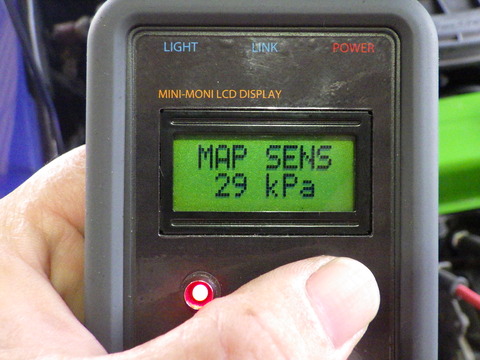 LIGHT LINK POWER
MINI-MONI LCD DISPLAY
MAP SENS
29 kPa